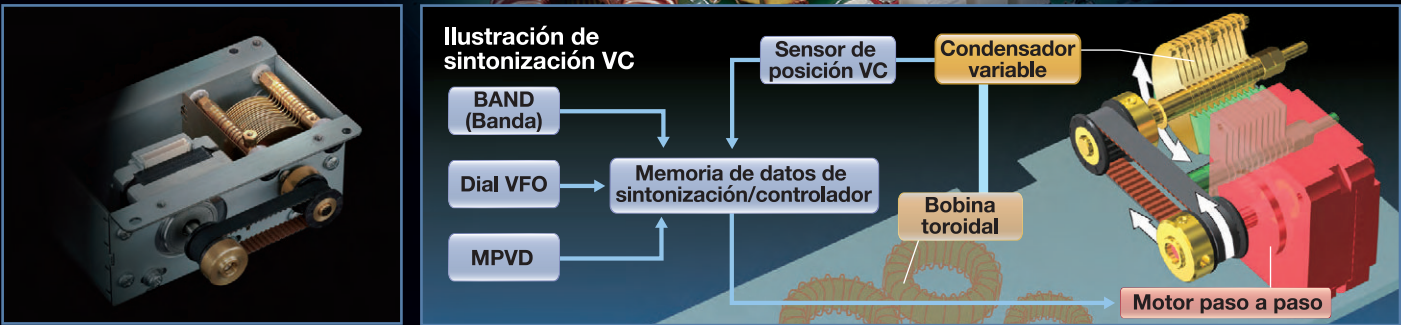 Ilustración de
sintonización VC
BAND
(Banda)
Dial VFO
MPVD
Sensor de
posición VC
Condensador
variable
Memoria de datos de
sintonización/controlador
Bobina
toroidal
Motor paso a paso